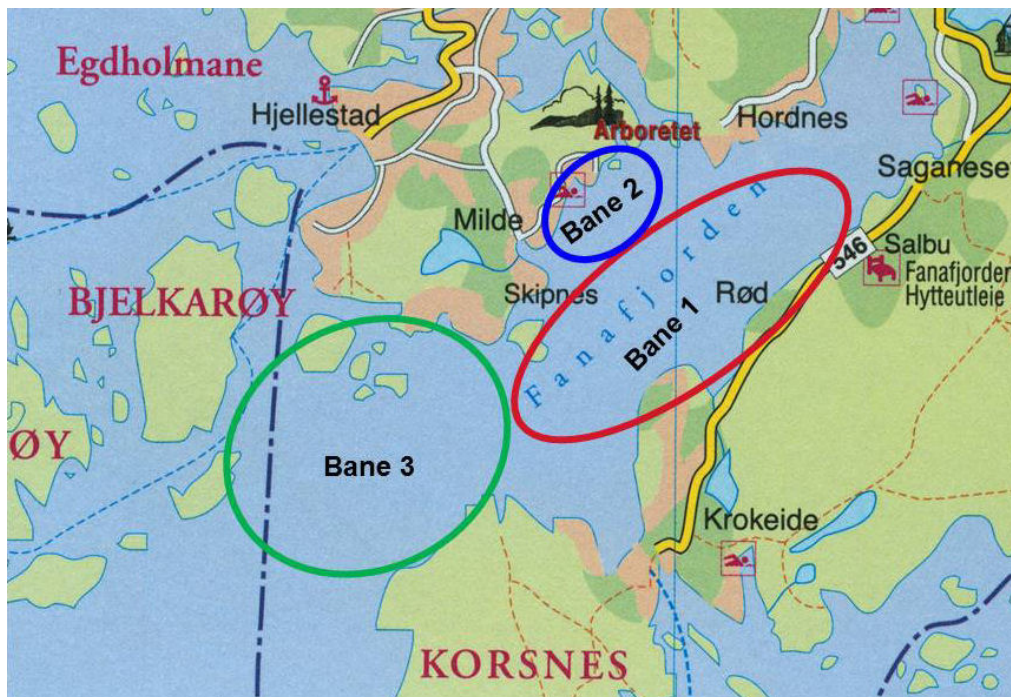 Egdholmane
Hjellestad
Arboretet
Hordnes
Saganeset
Milde
Bane 2
546
Salbu
Fanafjorden
Hytteutleie
BJELKARØY
Skipnes
Fanafjorden
Rød
Bane 1
ØY
Bane 3
Krokeide
KORSNES